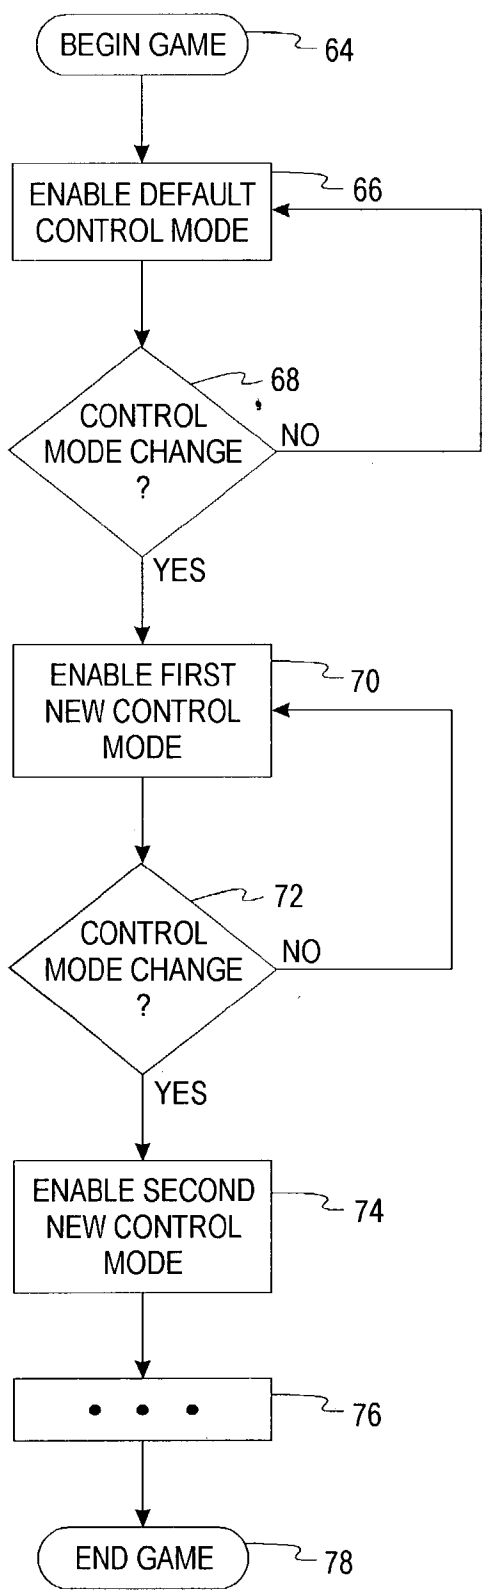 BEGIN GAME
64
ENABLE DEFAULT
CONTROL MODE
66
68
CONTROL
MODE CHANGE
?
NO
YES
ENABLE FIRST
NEW CONTROL
MODE
70
72
CONTROL
MODE CHANGE
?
NO
YES
ENABLE SECOND
NEW CONTROL
MODE
74
• • •
76
END GAME
78